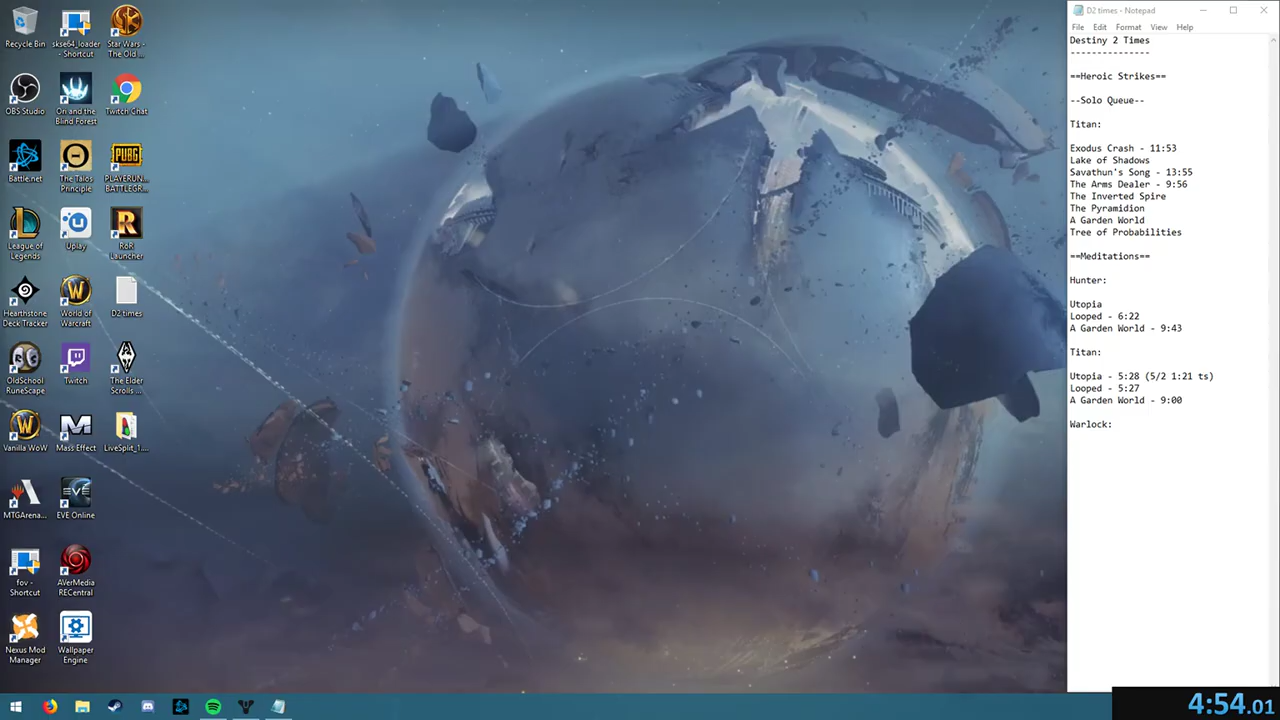 Recycle Bin
skse64_loader
- Shortcut
Star Wars -
The Old ...
OBS Studio
Ori and the
Blind Forest
Twitch Chat
Battle.net
The Talos
Principle
PUBG
PLAYERUN...
BATTLEGR...
League of
Legends
Uplay
RoR
Launcher
Hearthstone
Deck Tracker
World of
Warcraft
D2 times
OldSchool
RuneScape
Twitch
The Elder
Scrolls ...
Vanilla WoW
Mass Effect
LiveSplit_1....
MTGArena...
EVE
EVE Online
fov -
Shortcut
AVerMedia
RECentral
Nexus Mod
Manager
Wallpaper
Engine
D2 times - Notepad
File Edit Format View Help
Destiny 2 Times
---------------
==Heroic Strikes==
--Solo Queue--
Titan:
Exodus Crash - 11:53
Lake of Shadows
Savathun's Song - 13:55
The Arms Dealer - 9:56
The Inverted Spire
The Pyramidion
A Garden World
Tree of Probabilities
==Meditations==
Hunter:
Utopia
Looped - 6:22
A Garden World - 9:43
Titan:
Utopia - 5:28 (5/2 1:21 ts)
Looped - 5:27
A Garden World - 9:00
Warlock:
4:54.01